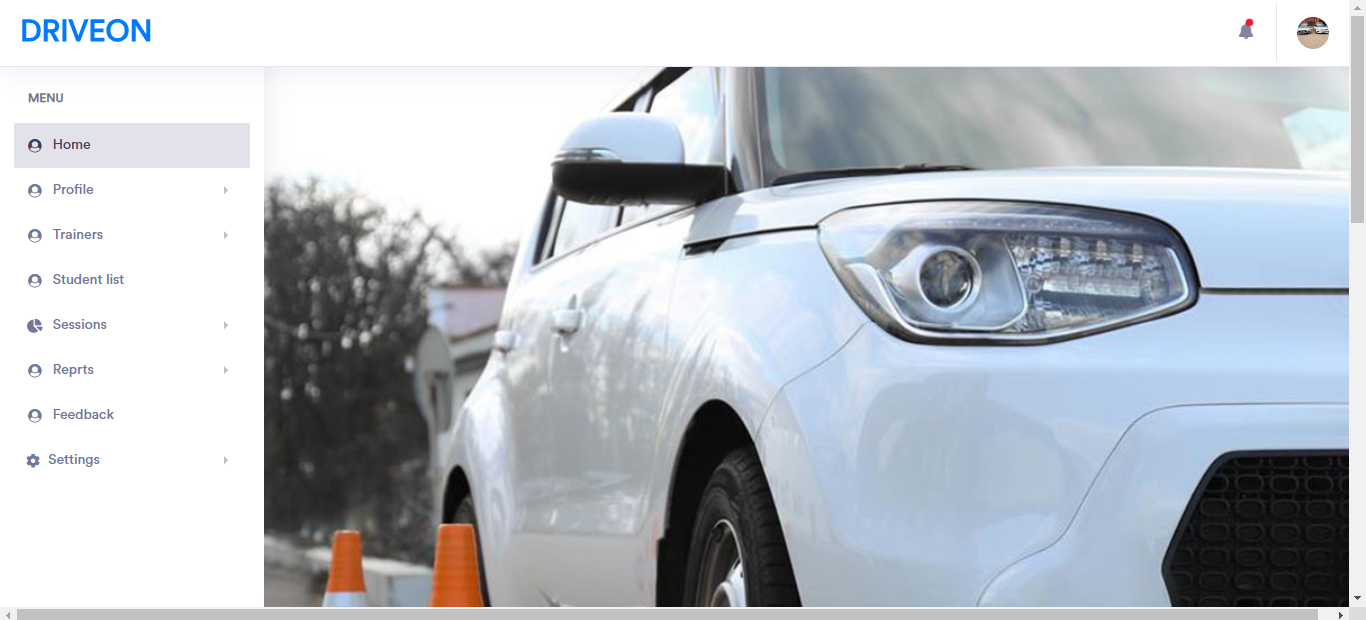 DRIVEON
MENU
Home
Profile
Trainers
Student list
Sessions
Reprts
Feedback
Settings